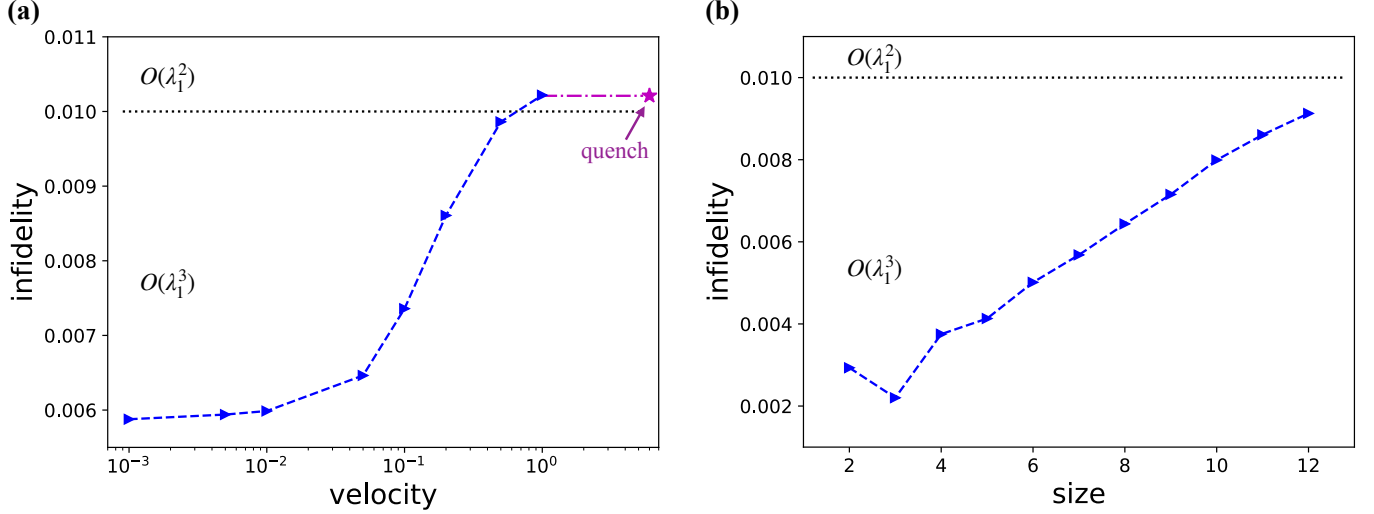 (a)
0.011
0.010
0.009
0.008
0.007
0.006
infidelity
O(λ₁²)
O(λ₁³)
quench
10⁻³
10⁻²
10⁻¹
10⁰
velocity
(b)
0.010
0.008
0.006
0.004
0.002
infidelity
O(λ₁²)
O(λ₁³)
2
4
6
8
10
12
size